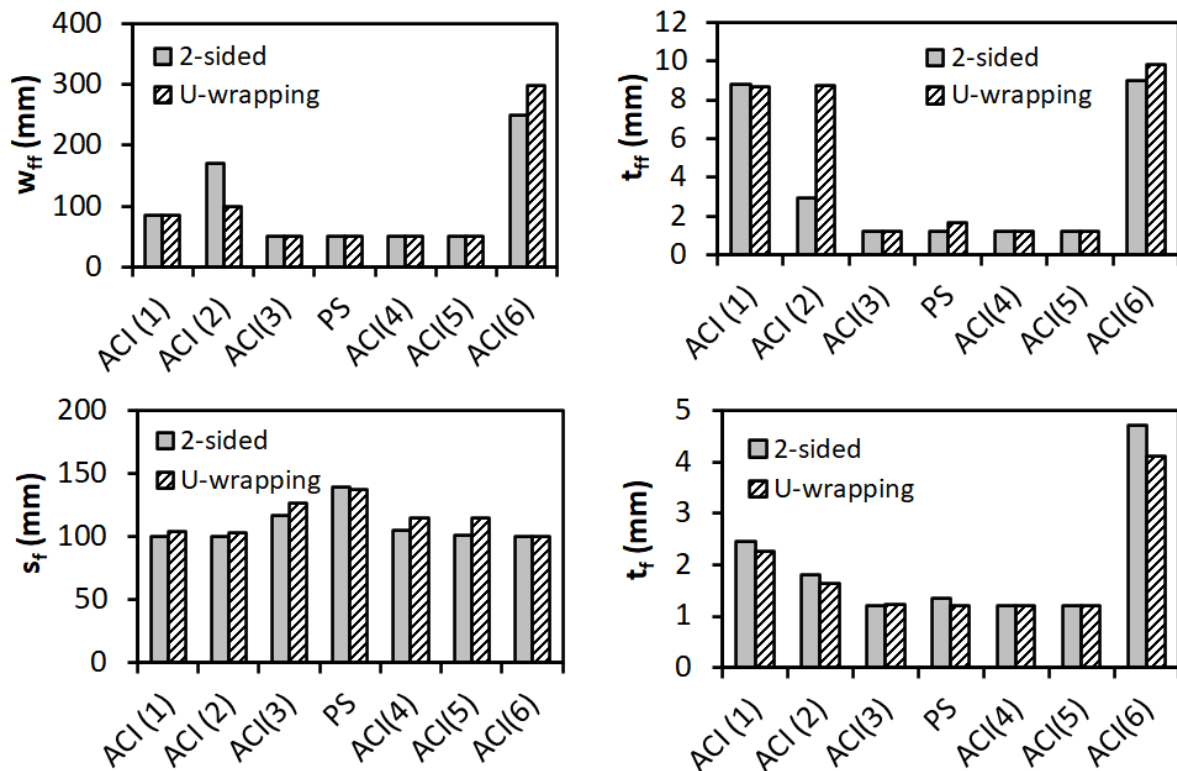 400
300
200
100
0
w_ff (mm)
2-sided
U-wrapping
ACI (1)
ACI (2)
ACI(3)
PS
ACI(4)
ACI(5)
ACI(6)
12
10
8
6
4
2
0
t_ff (mm)
2-sided
U-wrapping
ACI (1)
ACI (2)
ACI(3)
PS
ACI(4)
ACI(5)
ACI(6)
200
150
100
50
0
s_f (mm)
2-sided
U-wrapping
ACI (1)
ACI (2)
ACI(3)
PS
ACI(4)
ACI(5)
ACI(6)
5
4
3
2
1
0
t_f (mm)
2-sided
U-wrapping
ACI (1)
ACI (2)
ACI(3)
PS
ACI(4)
ACI(5)
ACI(6)